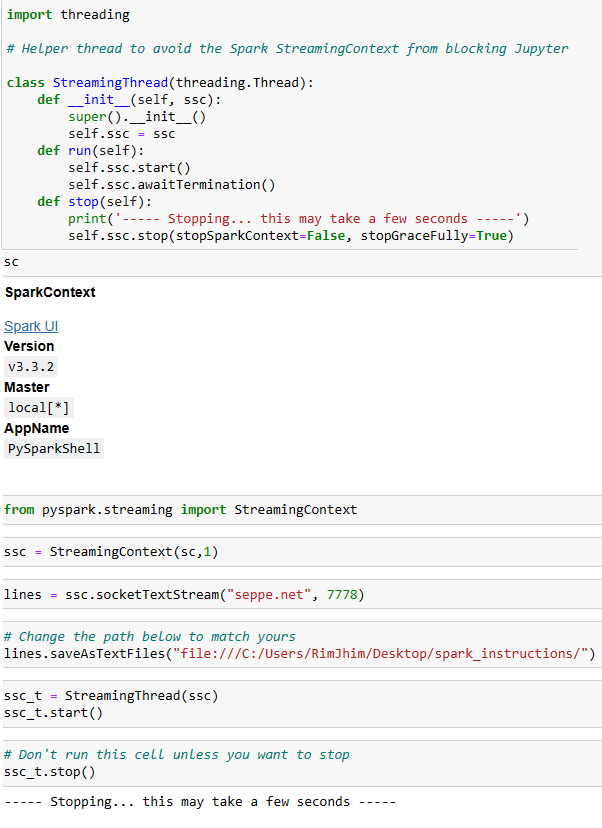 import threading
# Helper thread to avoid the Spark StreamingContext from blocking Jupyter
class StreamingThread(threading.Thread):
    def __init__(self, ssc):
        super().__init__()
        self.ssc = ssc
    def run(self):
        self.ssc.start()
        self.ssc.awaitTermination()
    def stop(self):
        print('----- Stopping... this may take a few seconds -----')
        self.ssc.stop(stopSparkContext=False, stopGraceFully=True)
sc
SparkContext
Spark UI
Version
v3.3.2
Master
local[*]
AppName
PySparkShell
from pyspark.streaming import StreamingContext
ssc = StreamingContext(sc,1)
lines = ssc.socketTextStream("seppe.net", 7778)
# Change the path below to match yours
lines.saveAsTextFiles("file:///C:/Users/RimJhim/Desktop/spark_instructions/")
ssc_t = StreamingThread(ssc)
ssc_t.start()
# Don't run this cell unless you want to stop
ssc_t.stop()
----- Stopping... this may take a few seconds -----